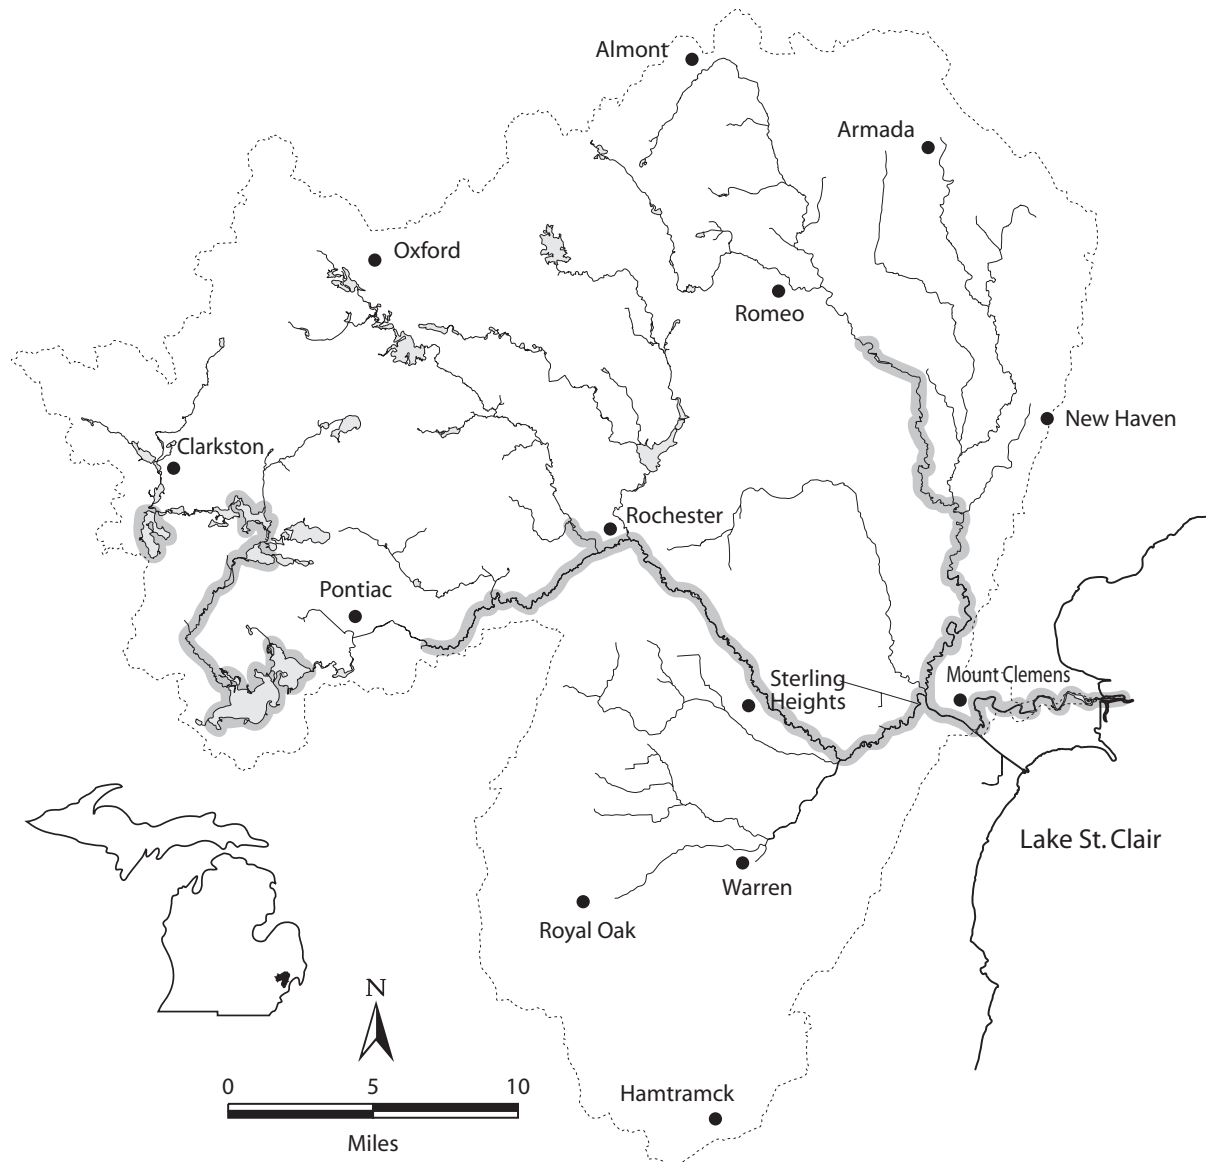 Almont
Armada
Oxford
Romeo
New Haven
Clarkston
Rochester
Pontiac
Mount Clemens
Sterling
Heights
Lake St. Clair
Warren
Royal Oak
N
0 5 10
Miles
Hamtramck